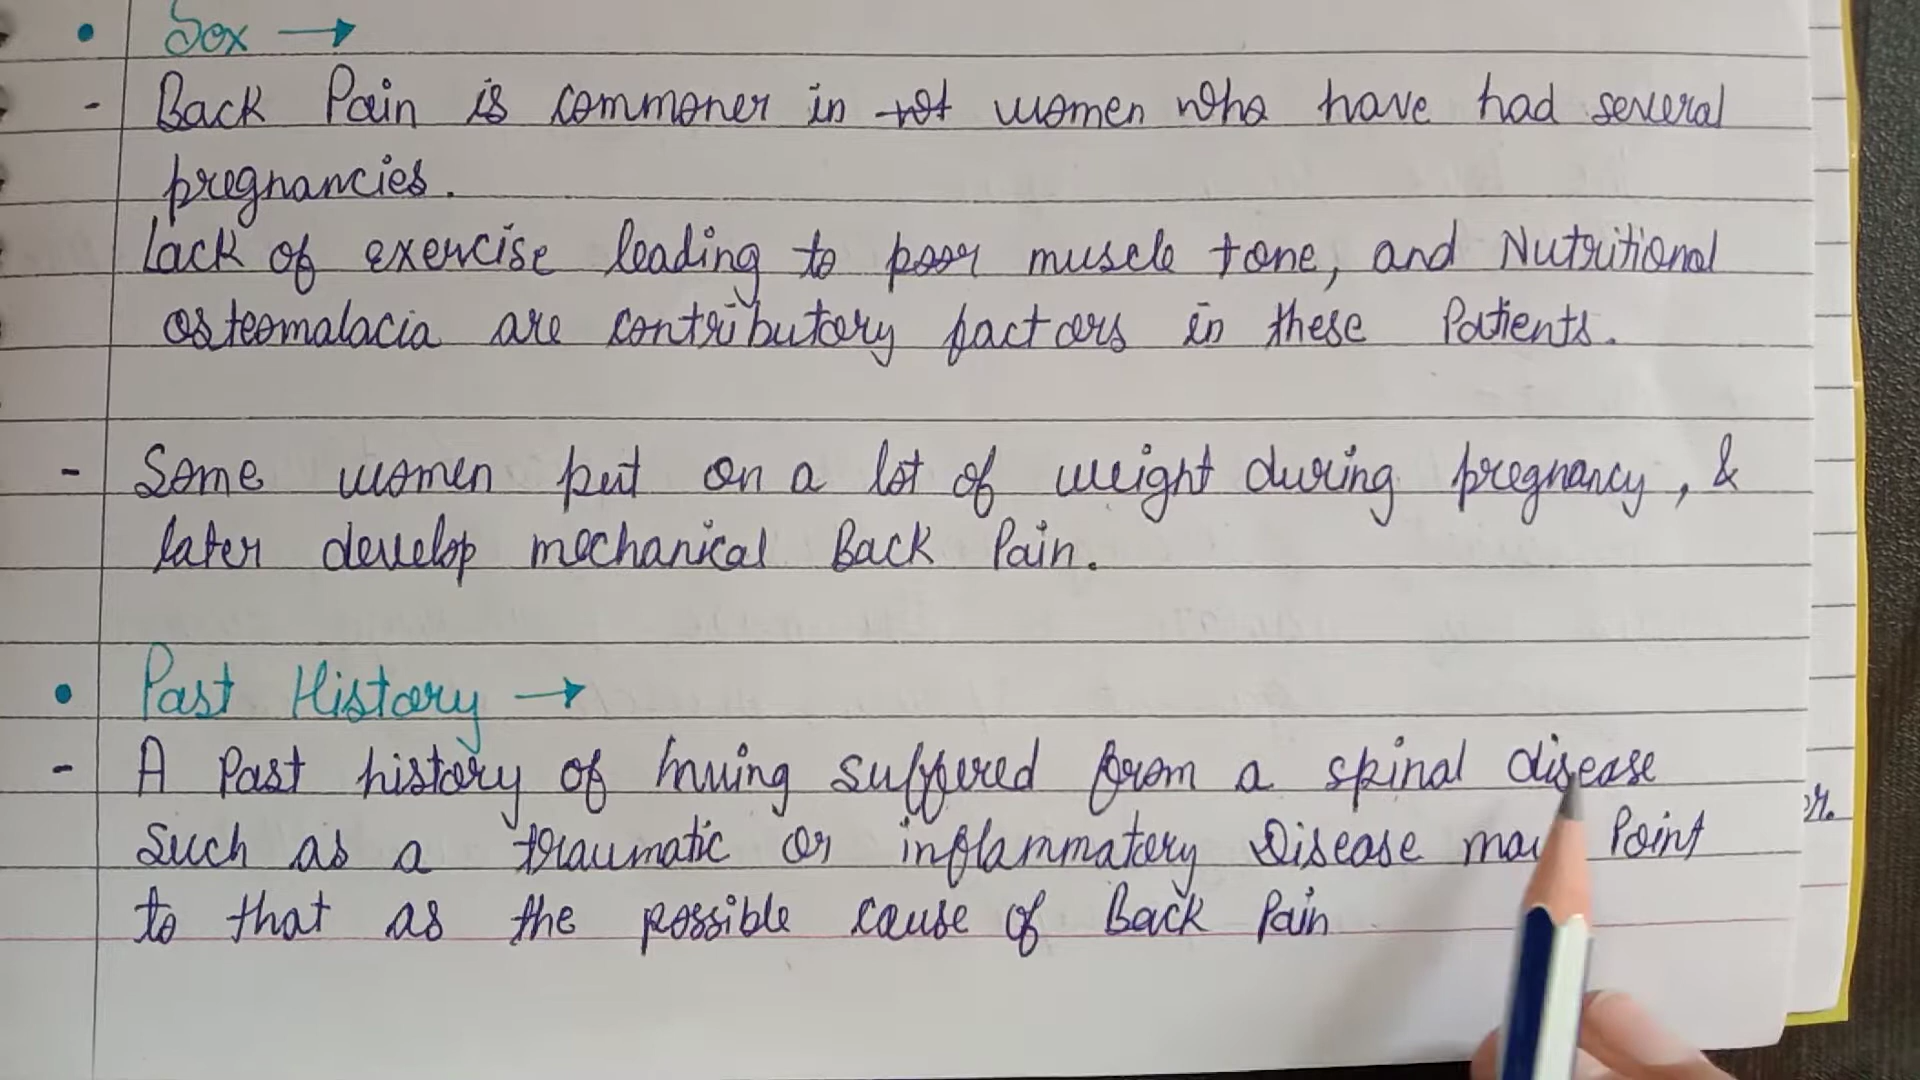 • Sex →
- Back Pain is commoner in women who have had several
pregnancies.
Lack of exercise leading to poor muscle tone, and Nutritional
osteomalacia are contributory factors in these Patients.
- Some women put on a lot of weight during pregnancy, &
later develop mechanical Back Pain.
• Past History →
- A Past history of having suffered from a spinal disease
such as a traumatic or inflammatory Disease may Point
to that as the possible cause of Back Pain